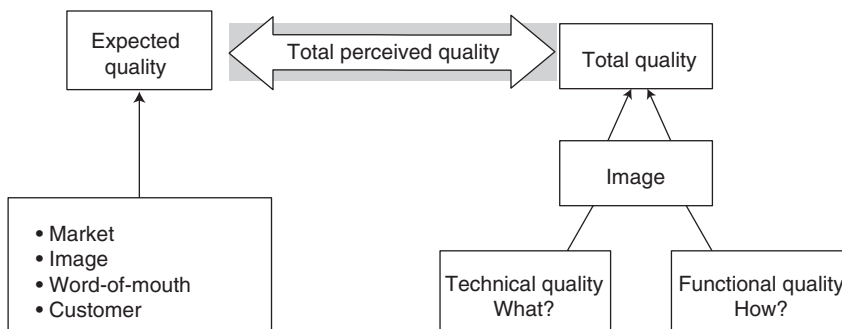 Expected
quality
Total perceived quality
Total quality
Image
• Market
• Image
• Word-of-mouth
• Customer
Technical quality
What?
Functional quality
How?